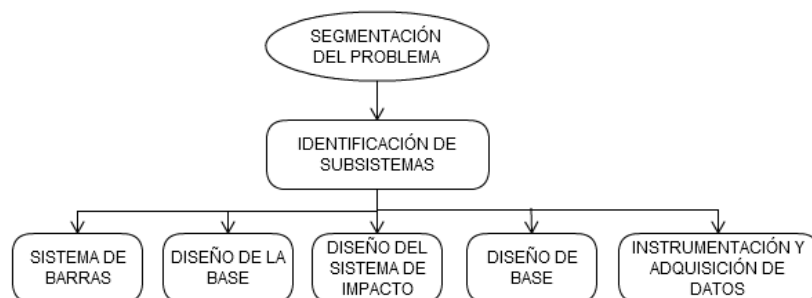 SEGMENTACIÓN
DEL PROBLEMA
IDENTIFICACIÓN DE
SUBSISTEMAS
SISTEMA DE
BARRAS
DISEÑO DE LA
BASE
DISEÑO DEL
SISTEMA DE
IMPACTO
DISEÑO DE
BASE
INSTRUMENTACIÓN Y
ADQUISICIÓN DE
DATOS